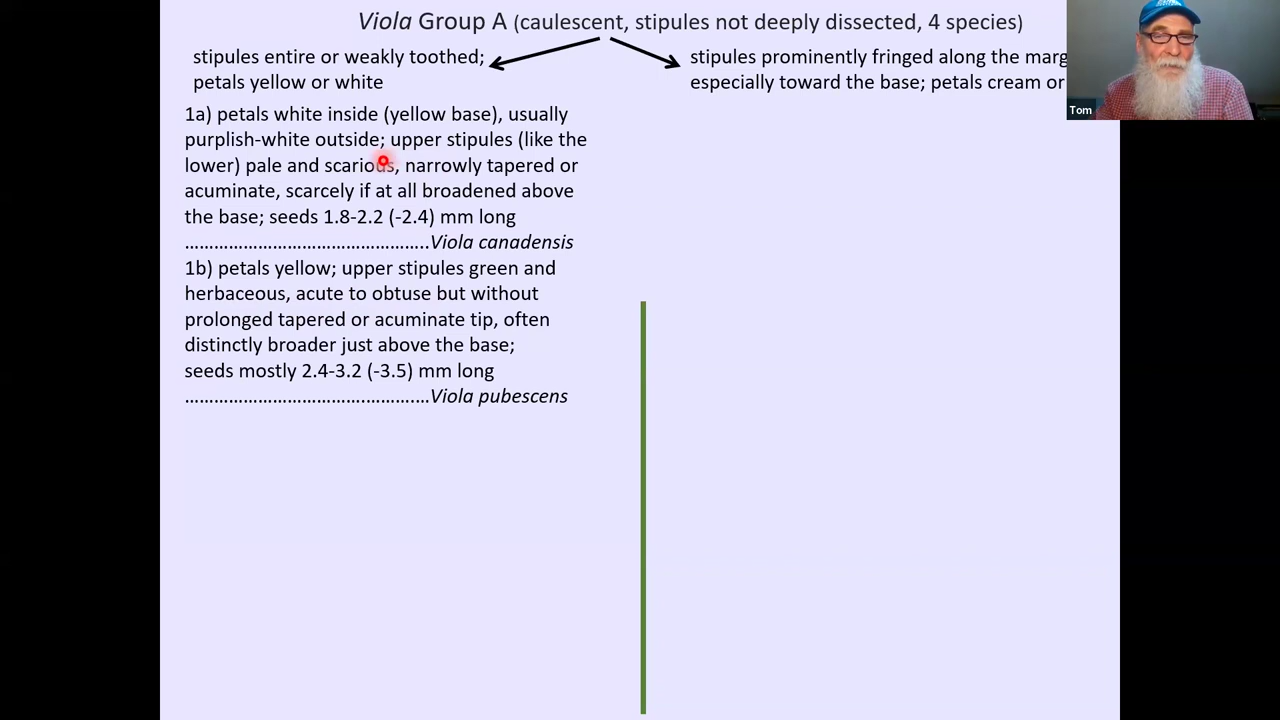 Viola Group A (caulescent, stipules not deeply dissected, 4 species)
stipules entire or weakly toothed;
petals yellow or white
stipules prominently fringed along the marg
especially toward the base; petals cream or
1a) petals white inside (yellow base), usually
purplish-white outside; upper stipules (like the
lower) pale and scarious, narrowly tapered or
acuminate, scarcely if at all broadened above
the base; seeds 1.8-2.2 (-2.4) mm long
…………………………………………..Viola canadensis
1b) petals yellow; upper stipules green and
herbaceous, acute to obtuse but without
prolonged tapered or acuminate tip, often
distinctly broader just above the base;
seeds mostly 2.4-3.2 (-3.5) mm long
……………………………….……..…Viola pubescens
Tom